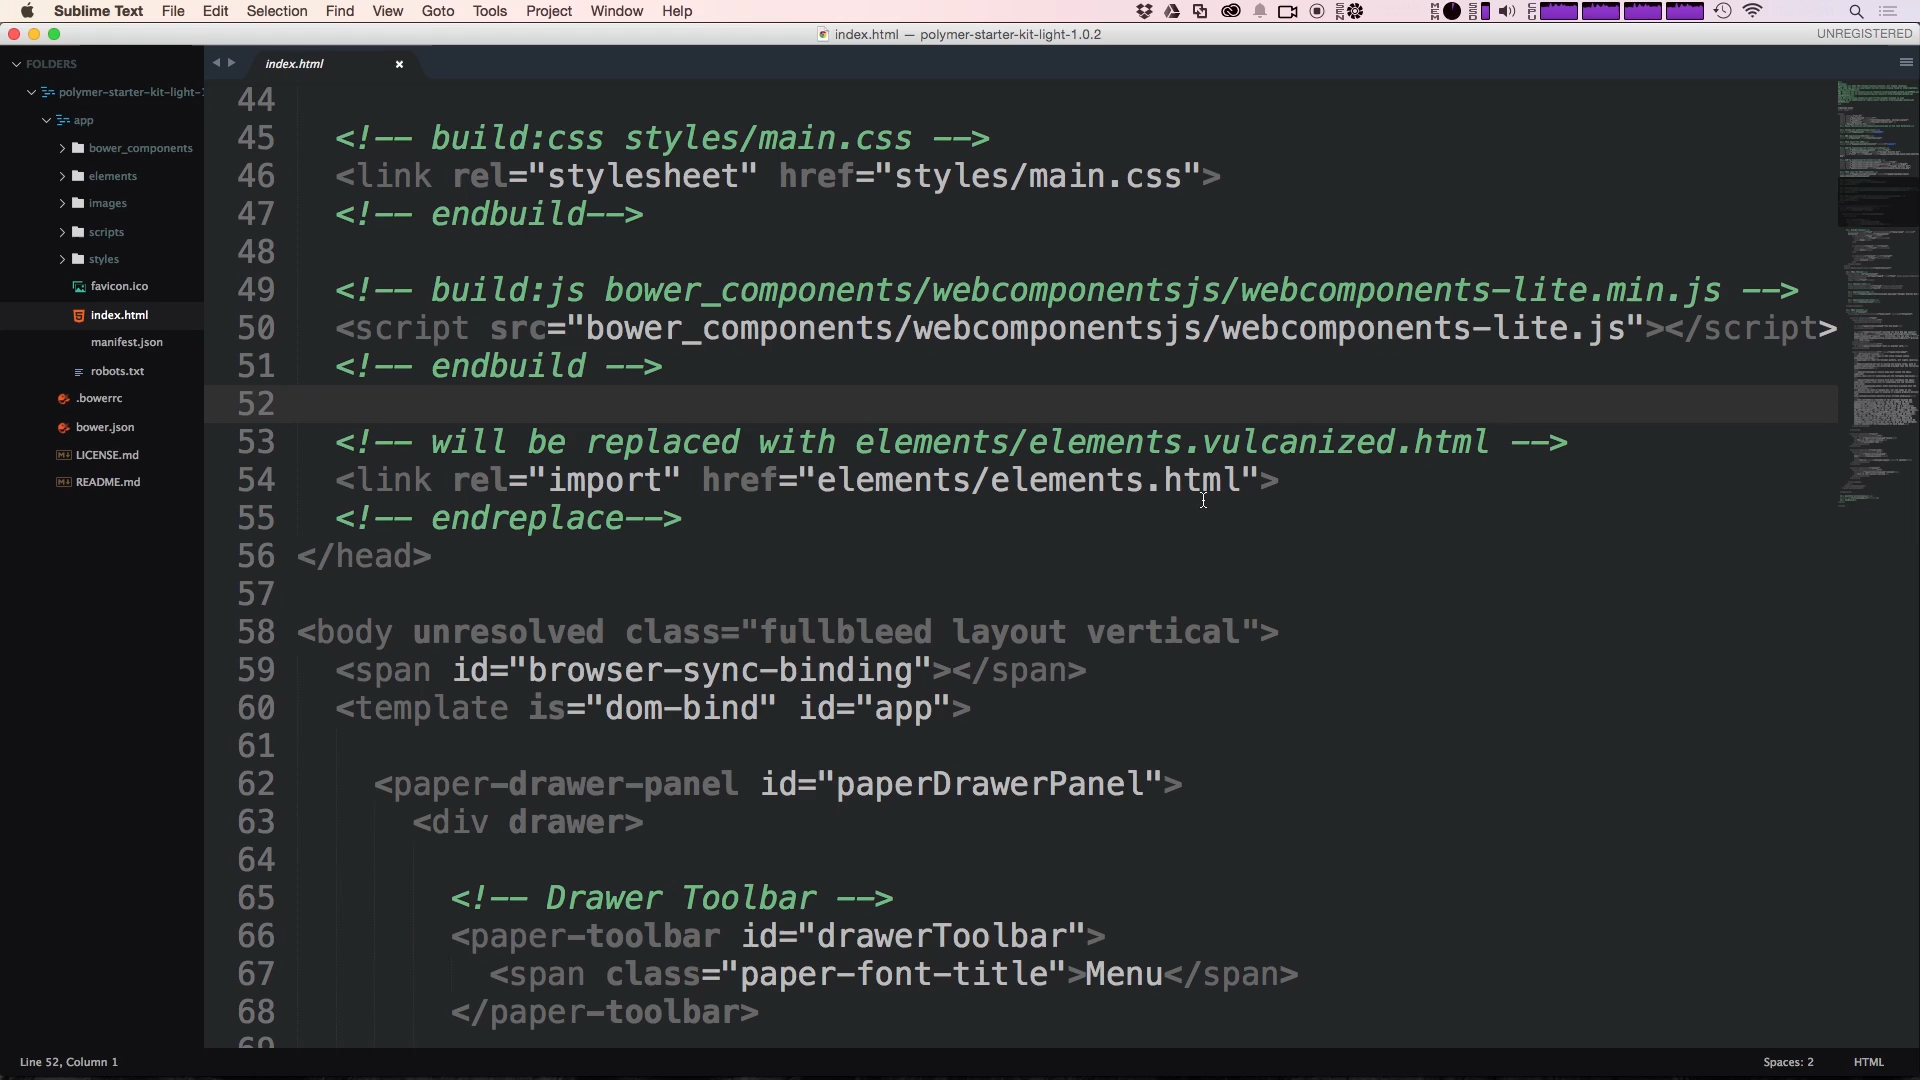 Sublime Text File Edit Selection Find View Goto Tools Project Window Help
index.html — polymer-starter-kit-light-1.0.2
UNREGISTERED
FOLDERS
polymer-starter-kit-light-1
app
bower_components
elements
images
scripts
styles
favicon.ico
index.html
manifest.json
robots.txt
.bowerrc
bower.json
LICENSE.md
README.md
index.html
44
45 <!-- build:css styles/main.css -->
46 <link rel="stylesheet" href="styles/main.css">
47 <!-- endbuild-->
48
49 <!-- build:js bower_components/webcomponentsjs/webcomponents-lite.min.js -->
50 <script src="bower_components/webcomponentsjs/webcomponents-lite.js"></script>
51 <!-- endbuild -->
52
53 <!-- will be replaced with elements/elements.vulcanized.html -->
54 <link rel="import" href="elements/elements.html">
55 <!-- endreplace-->
56 </head>
57
58 <body unresolved class="fullbleed layout vertical">
59 <span id="browser-sync-binding"></span>
60 <template is="dom-bind" id="app">
61
62 <paper-drawer-panel id="paperDrawerPanel">
63 <div drawer>
64
65 <!-- Drawer Toolbar -->
66 <paper-toolbar id="drawerToolbar">
67 <span class="paper-font-title">Menu</span>
68 </paper-toolbar>
69
Line 52, Column 1
Spaces: 2
HTML